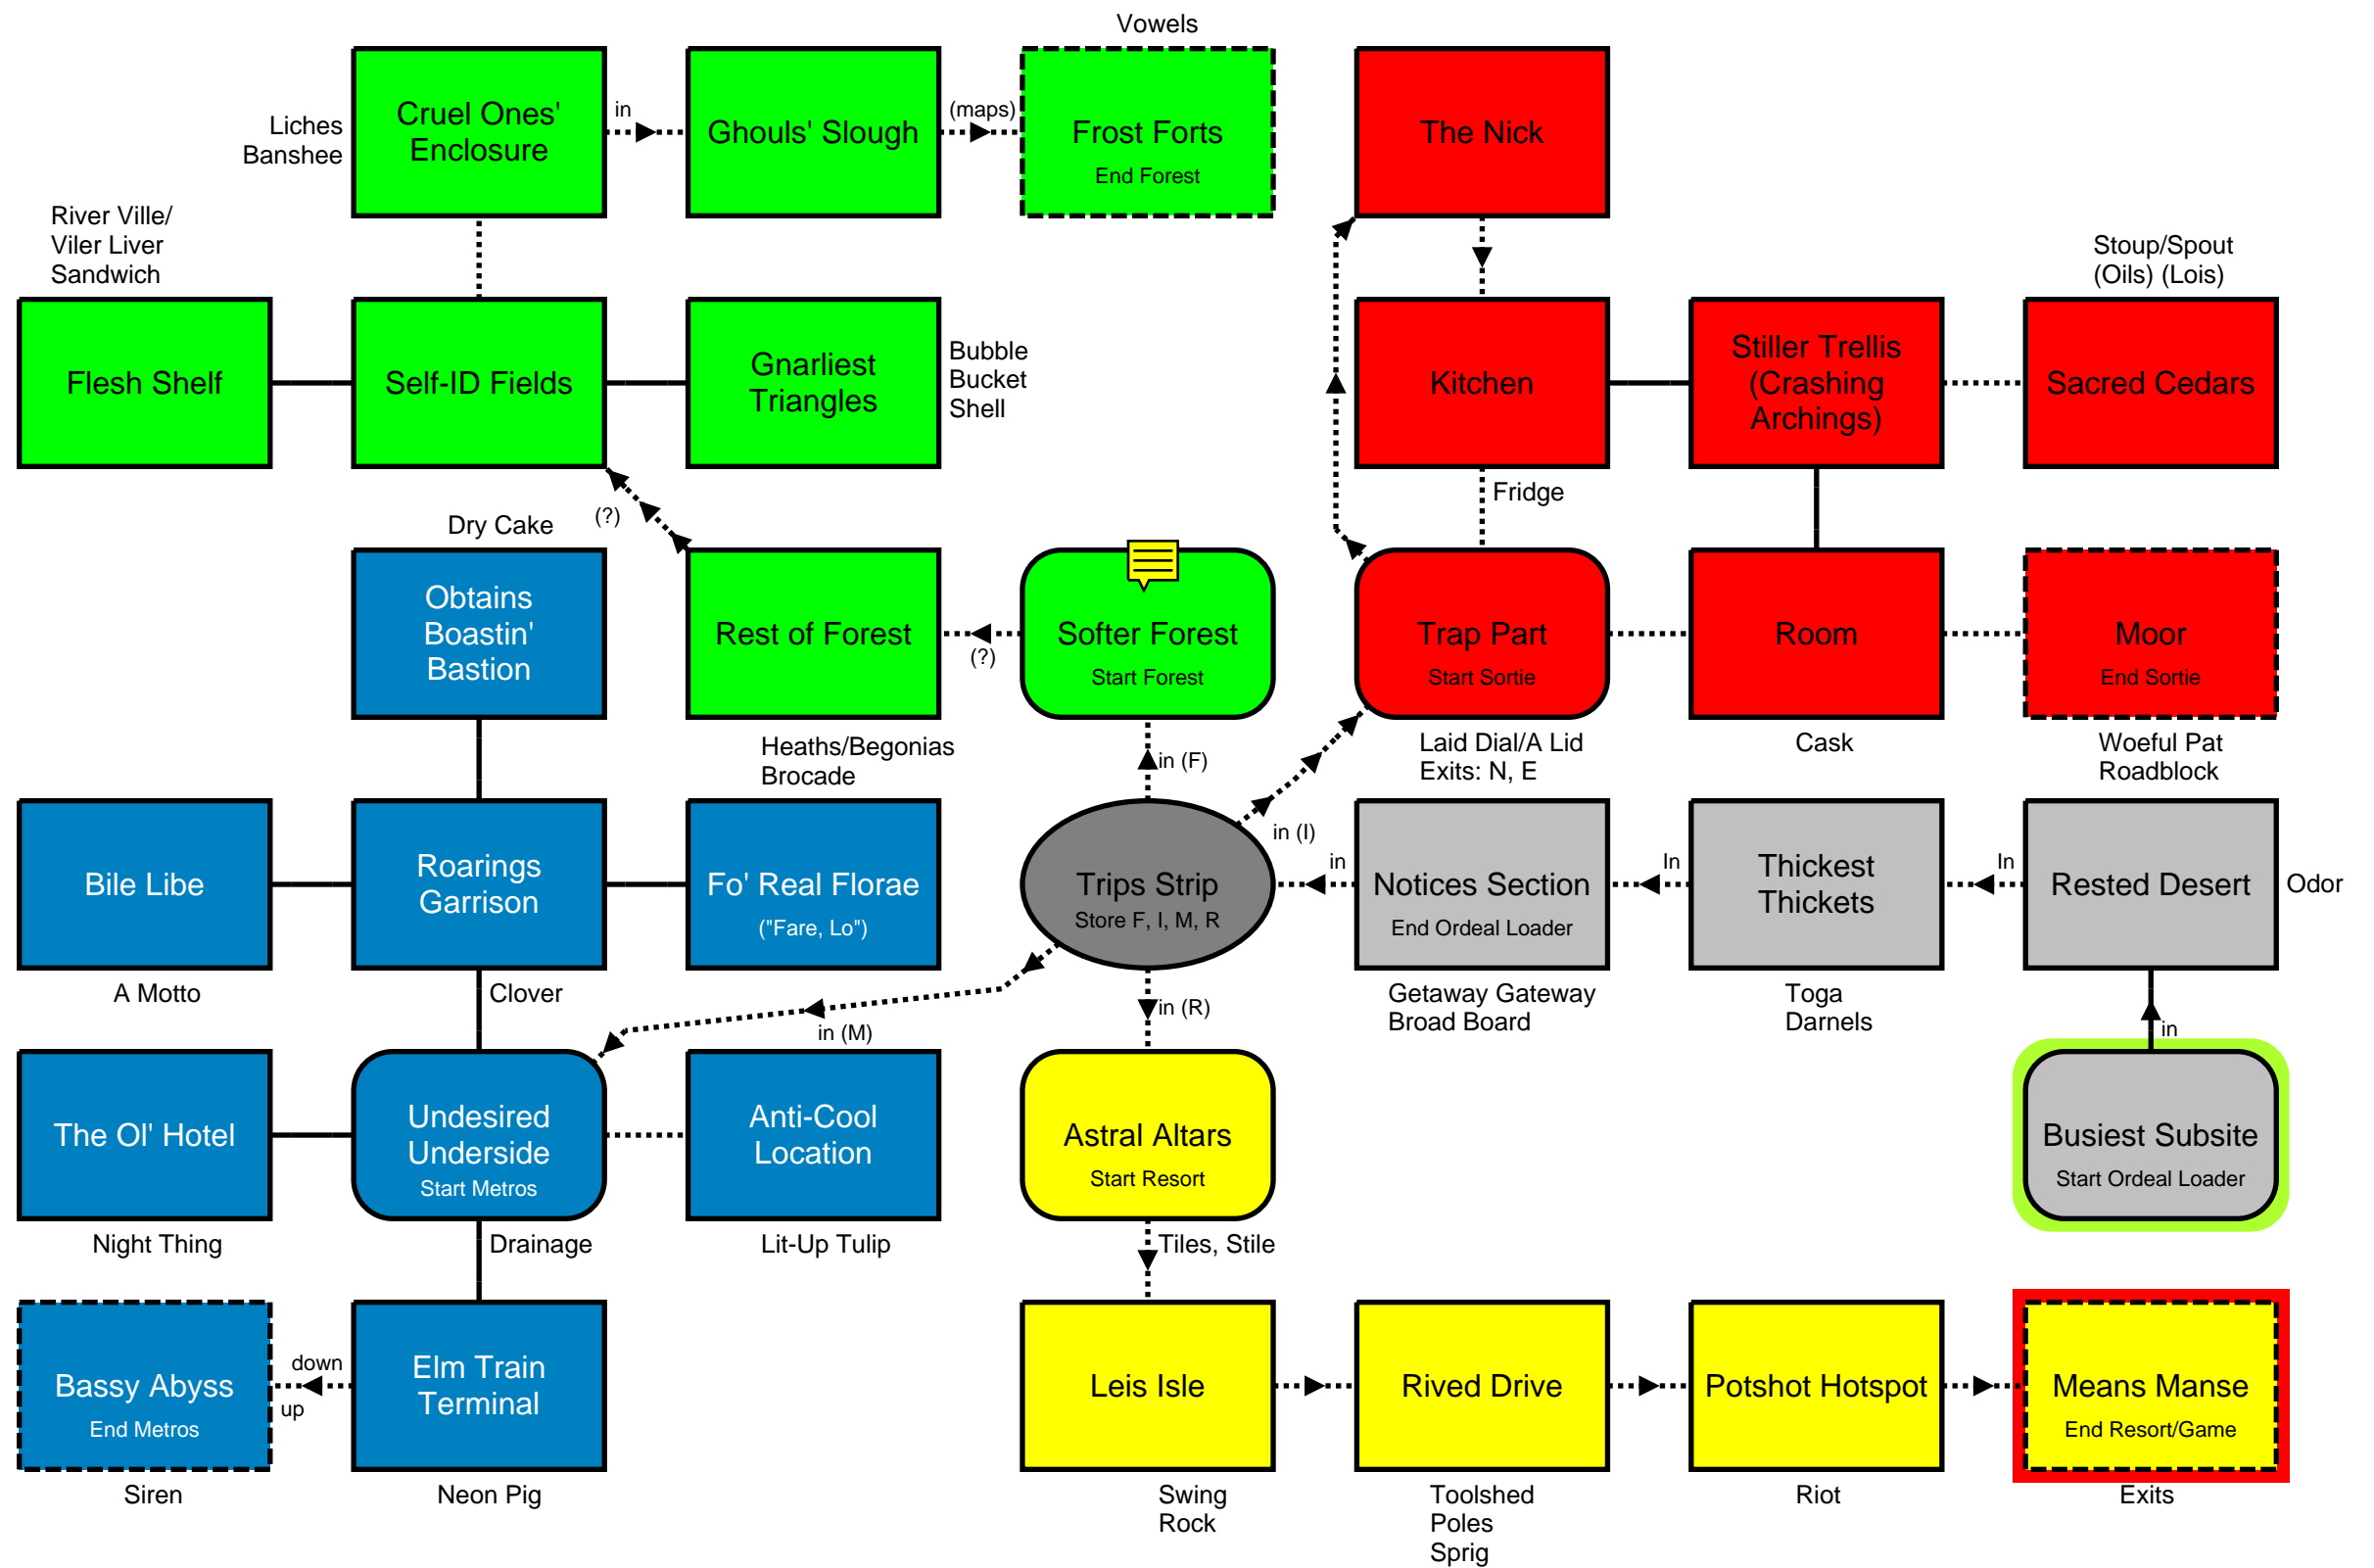 Vowels
Cruel Ones'
Enclosure
in
Ghouls' Slough
(maps)
Frost Forts
End Forest
The Nick
Liches
Banshee
River Ville/
Viler Liver
Sandwich
Stoup/Spout
(Oils) (Lois)
Flesh Shelf
Self-ID Fields
Gnarliest
Triangles
Bubble
Bucket
Shell
Kitchen
Stiller Trellis
(Crashing
Archings)
Sacred Cedars
Fridge
Dry Cake
(?)
Obtains
Boastin'
Bastion
Rest of Forest
(?)
Softer Forest
Start Forest
Trap Part
Start Sortie
Room
Moor
End Sortie
Heaths/Begonias
Brocade
in (F)
Laid Dial/A Lid
Exits: N, E
Cask
Woeful Pat
Roadblock
in (I)
Bile Libe
Roarings
Garrison
Fo' Real Florae
("Fare, Lo")
Trips Strip
Store F, I, M, R
in
Notices Section
End Ordeal Loader
In
Thickest
Thickets
In
Rested Desert
Odor
A Motto
Clover
in (M)
in (R)
Getaway Gateway
Broad Board
Toga
Darnels
in
The Ol' Hotel
Undesired
Underside
Start Metros
Anti-Cool
Location
Astral Altars
Start Resort
Busiest Subsite
Start Ordeal Loader
Night Thing
Drainage
Lit-Up Tulip
Tiles, Stile
Bassy Abyss
End Metros
down
up
Elm Train
Terminal
Leis Isle
Rived Drive
Potshot Hotspot
Means Manse
End Resort/Game
Siren
Neon Pig
Swing
Rock
Toolshed
Poles
Sprig
Riot
Exits